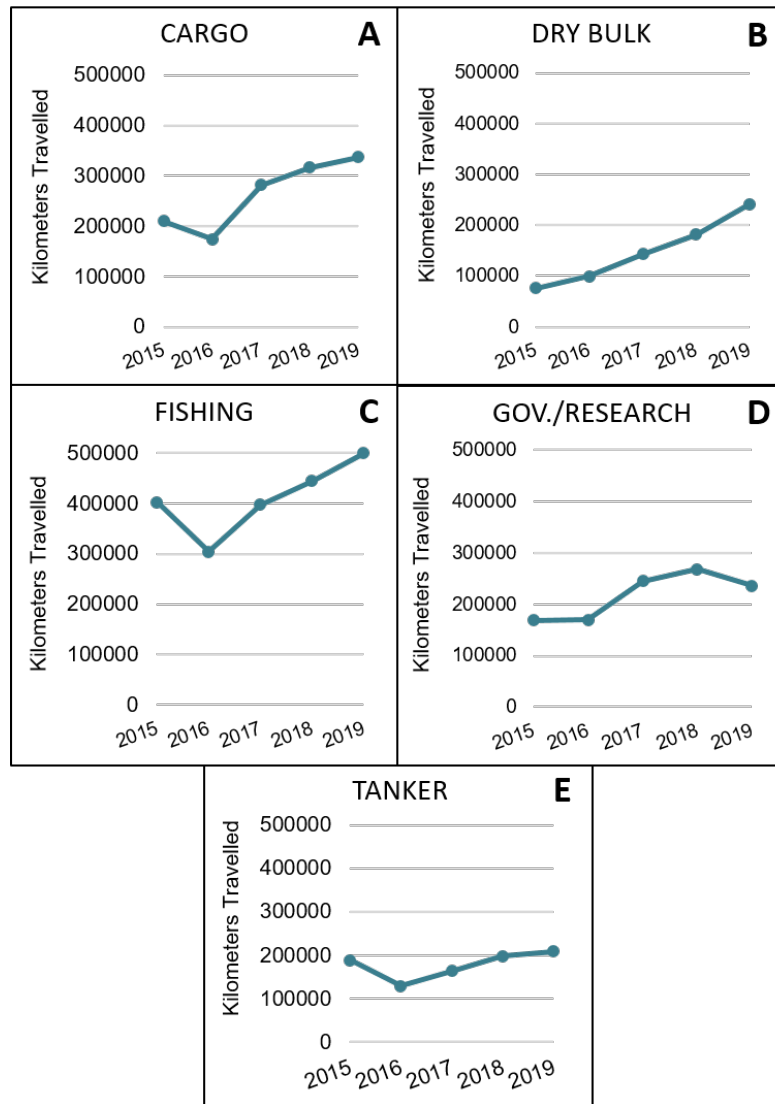 CARGO A
Kilometers Travelled
500000
400000
300000
200000
100000
0
2015 2016 2017 2018 2019
DRY BULK B
Kilometers Travelled
500000
400000
300000
200000
100000
0
2015 2016 2017 2018 2019
FISHING C
Kilometers Travelled
500000
400000
300000
200000
100000
0
2015 2016 2017 2018 2019
GOV./RESEARCH D
Kilometers Travelled
500000
400000
300000
200000
100000
0
2015 2016 2017 2018 2019
TANKER E
Kilometers Travelled
500000
400000
300000
200000
100000
0
2015 2016 2017 2018 2019